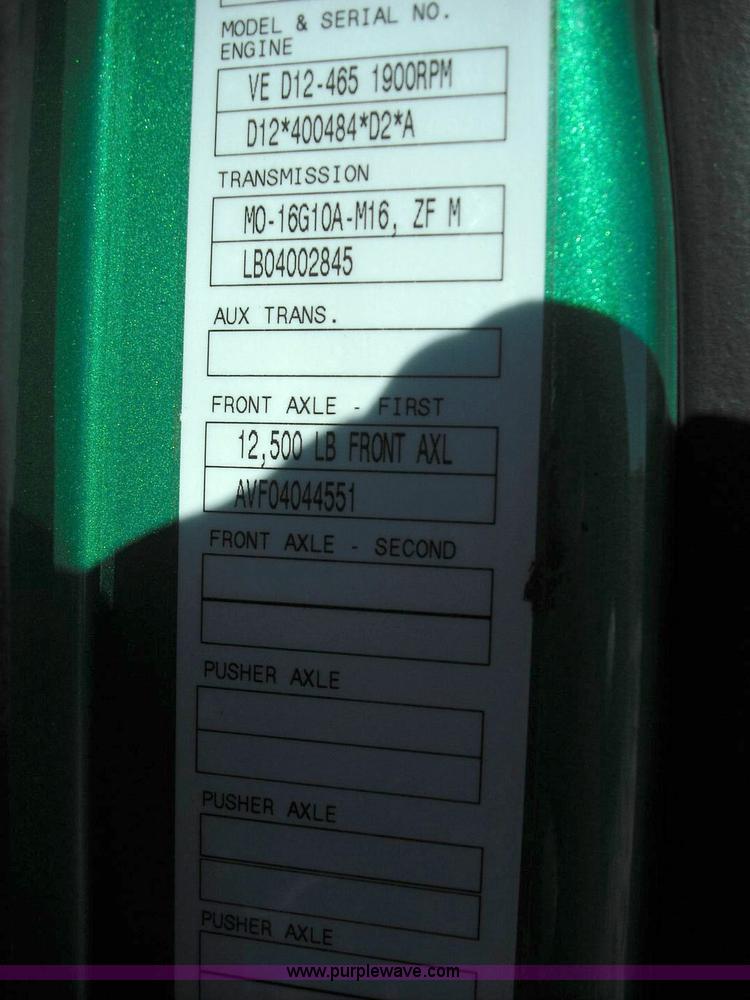 MODEL & SERIAL NO.
ENGINE
VE D12-465 1900RPM
D12*400484*D2*A
TRANSMISSION
MO-16G10A-M16, ZF M
LB04002845
AUX TRANS.
FRONT AXLE - FIRST
12,500 LB FRONT AXL
AVF04044551
FRONT AXLE - SECOND
PUSHER AXLE
PUSHER AXLE
PUSHER AXLE
www.purplewave.com